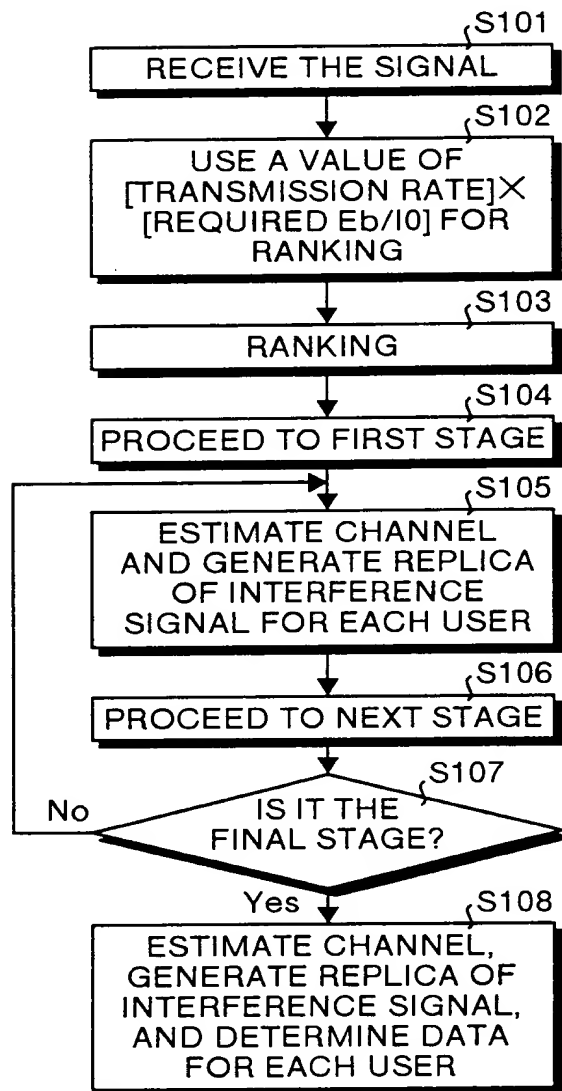 S101
RECEIVE THE SIGNAL
S102
USE A VALUE OF
[TRANSMISSION RATE]×
[REQUIRED Eb/I0] FOR
RANKING
S103
RANKING
S104
PROCEED TO FIRST STAGE
S105
ESTIMATE CHANNEL
AND GENERATE REPLICA
OF INTERFERENCE
SIGNAL FOR EACH USER
S106
PROCEED TO NEXT STAGE
S107
No
IS IT THE
FINAL STAGE?
Yes
S108
ESTIMATE CHANNEL,
GENERATE REPLICA OF
INTERFERENCE SIGNAL,
AND DETERMINE DATA
FOR EACH USER